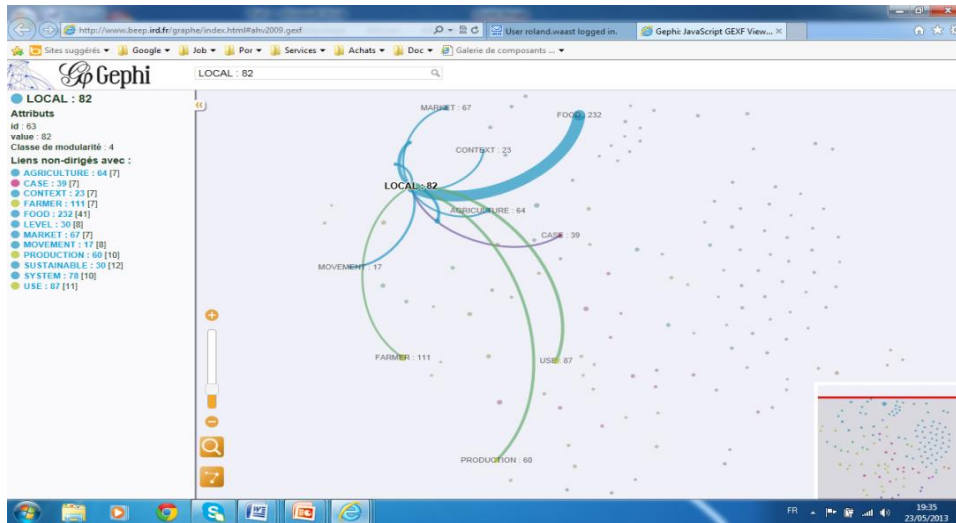 http://www.beep.ird.fr/graphe/index.html#ahv2009.gexf
User roland.waast logged in.
Gephi: JavaScript GEXF View...
Sites suggérés
Google
Job
Por
Services
Achats
Doc
Galerie de composants ...
Gephi
LOCAL : 82
LOCAL : 82
Attributs
id : 63
value : 82
Classe de modularité : 4
Liens non-dirigés avec :
AGRICULTURE : 64 [7]
CASE : 39 [7]
CONTEXT : 23 [7]
FARMER : 111 [7]
FOOD : 232 [41]
LEVEL : 30 [8]
MARKET : 67 [7]
MOVEMENT : 17 [8]
PRODUCTION : 60 [10]
SUSTAINABLE : 30 [12]
SYSTEM : 78 [10]
USE : 87 [11]
MARKET : 67
FOOD : 232
CONTEXT : 23
LOCAL : 82
AGRICULTURE : 64
CASE : 39
MOVEMENT : 17
FARMER : 111
USE : 87
PRODUCTION : 60
FR
19:35
23/05/2013